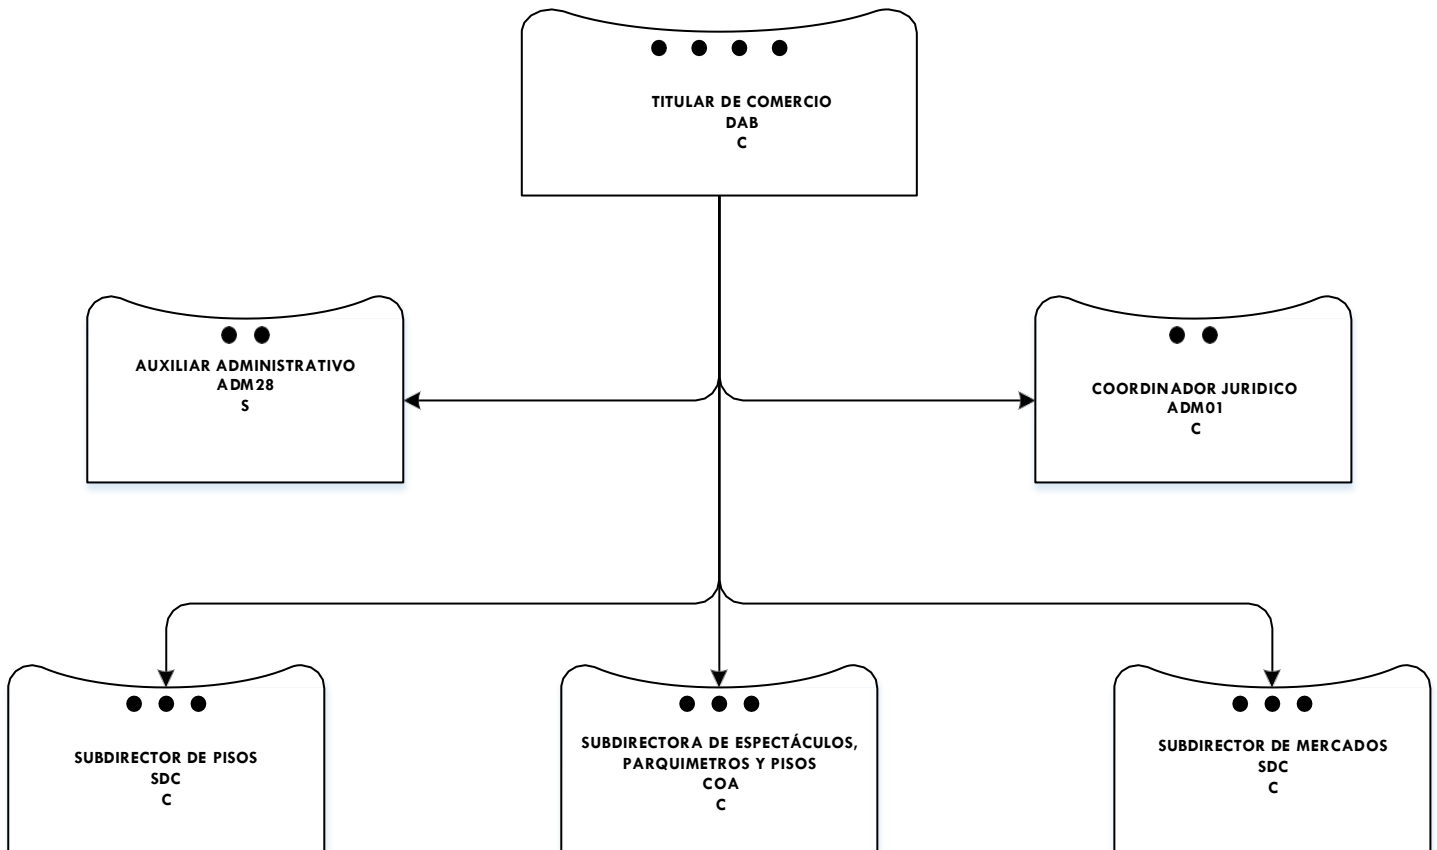 TITULAR DE COMERCIO
DAB
C
AUXILIAR ADMINISTRATIVO
ADM28
S
COORDINADOR JURIDICO
ADM01
C
SUBDIRECTOR DE PISOS
SDC
C
SUBDIRECTORA DE ESPECTÁCULOS,
PARQUIMETROS Y PISOS
COA
C
SUBDIRECTOR DE MERCADOS
SDC
C